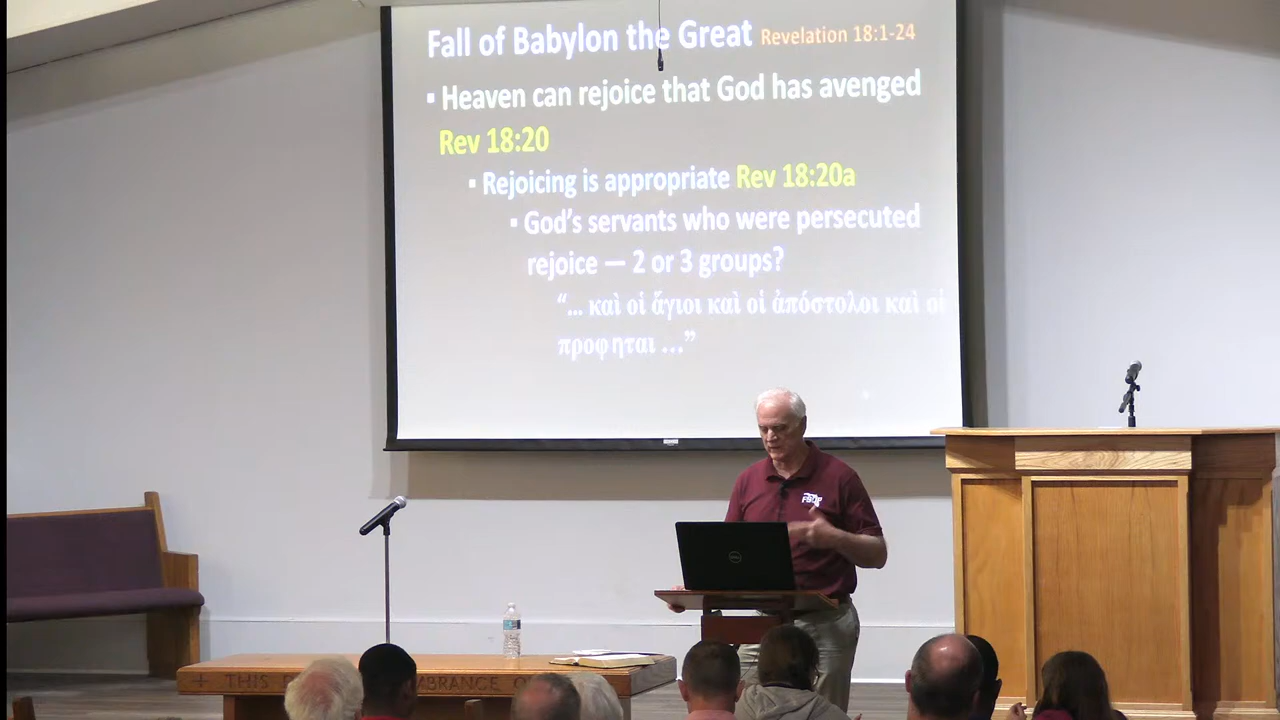 Fall of Babylon the Great Revelation 18:1-24
▪ Heaven can rejoice that God has avenged
Rev 18:20
▪ Rejoicing is appropriate Rev 18:20a
▪ God's servants who were persecuted
rejoice — 2 or 3 groups?
“... καὶ οἱ ἅγιοι καὶ οἱ ἀπόστολοι καὶ οἱ
προφηται ...”
THIS
BRANCE O